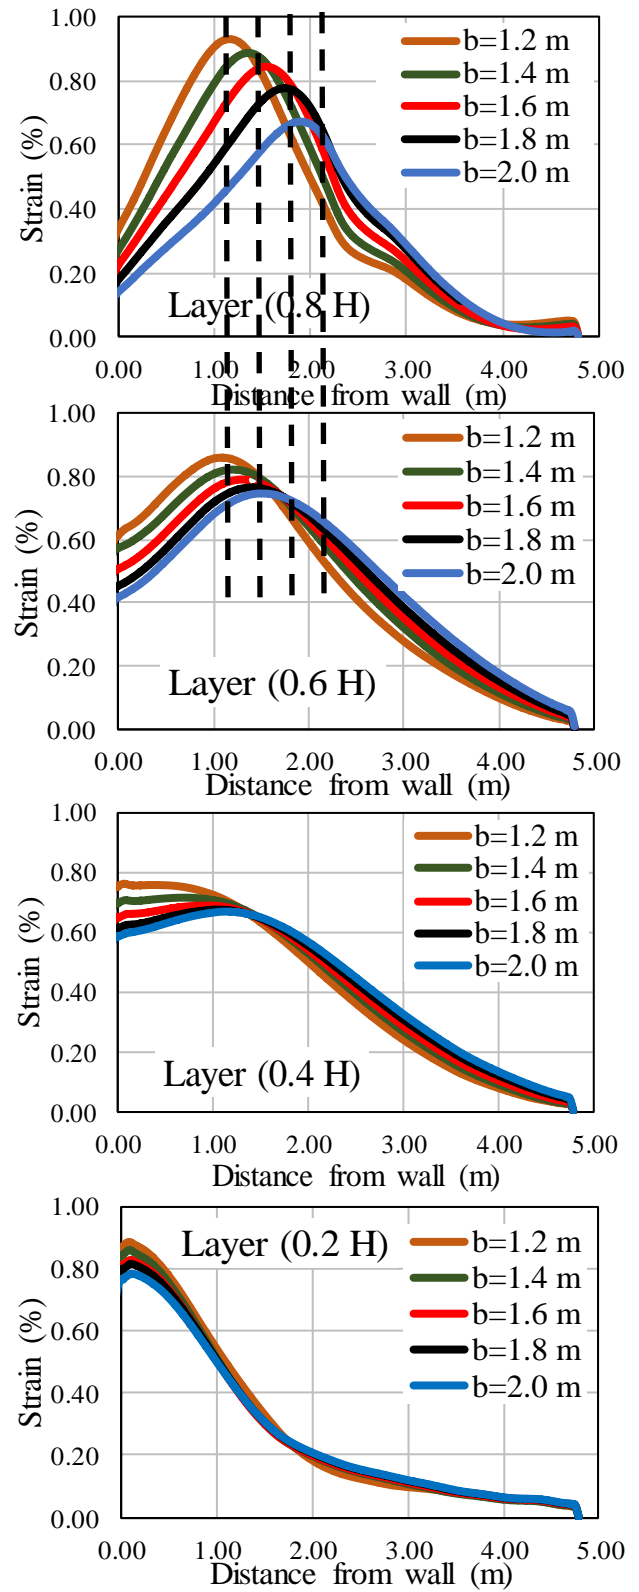 1.00
0.80
0.60
0.40
0.20
0.00
Strain (%)
b=1.2 m
b=1.4 m
b=1.6 m
b=1.8 m
b=2.0 m
Layer (0.8 H)
0.00 1.00 2.00 3.00 4.00 5.00
Distance from wall (m)
1.00
0.80
0.60
0.40
0.20
0.00
Strain (%)
b=1.2 m
b=1.4 m
b=1.6 m
b=1.8 m
b=2.0 m
Layer (0.6 H)
0.00 1.00 2.00 3.00 4.00 5.00
Distance from wall (m)
1.00
0.80
0.60
0.40
0.20
0.00
Strain (%)
b=1.2 m
b=1.4 m
b=1.6 m
b=1.8 m
b=2.0 m
Layer (0.4 H)
0.00 1.00 2.00 3.00 4.00 5.00
Distance from wall (m)
1.00
0.80
0.60
0.40
0.20
0.00
Strain (%)
Layer (0.2 H)
b=1.2 m
b=1.4 m
b=1.6 m
b=1.8 m
b=2.0 m
0.00 1.00 2.00 3.00 4.00 5.00
Distance from wall (m)